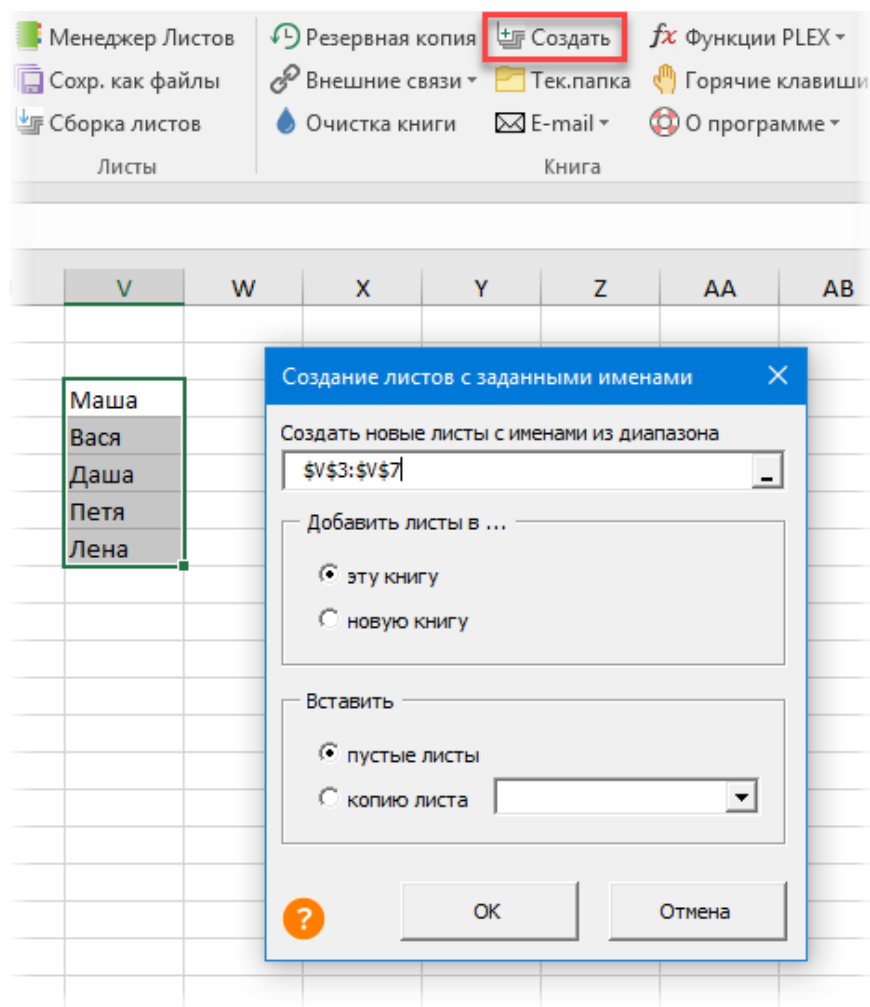 Менеджер Листов Резервная копия Создать fx Функции PLEX
Сохр. как файлы Внешние связи Тек.папка Горячие клавиши
Сборка листов Очистка книги E-mail О программе
Листы Книга
V W X Y Z AA AB
Создание листов с заданными именами
Маша
Вася
Даша
Петя
Лена
Создать новые листы с именами из диапазона
$V$3:$V$7
Добавить листы в ...
эту книгу
новую книгу
Вставить
пустые листы
копию листа
? OK Отмена